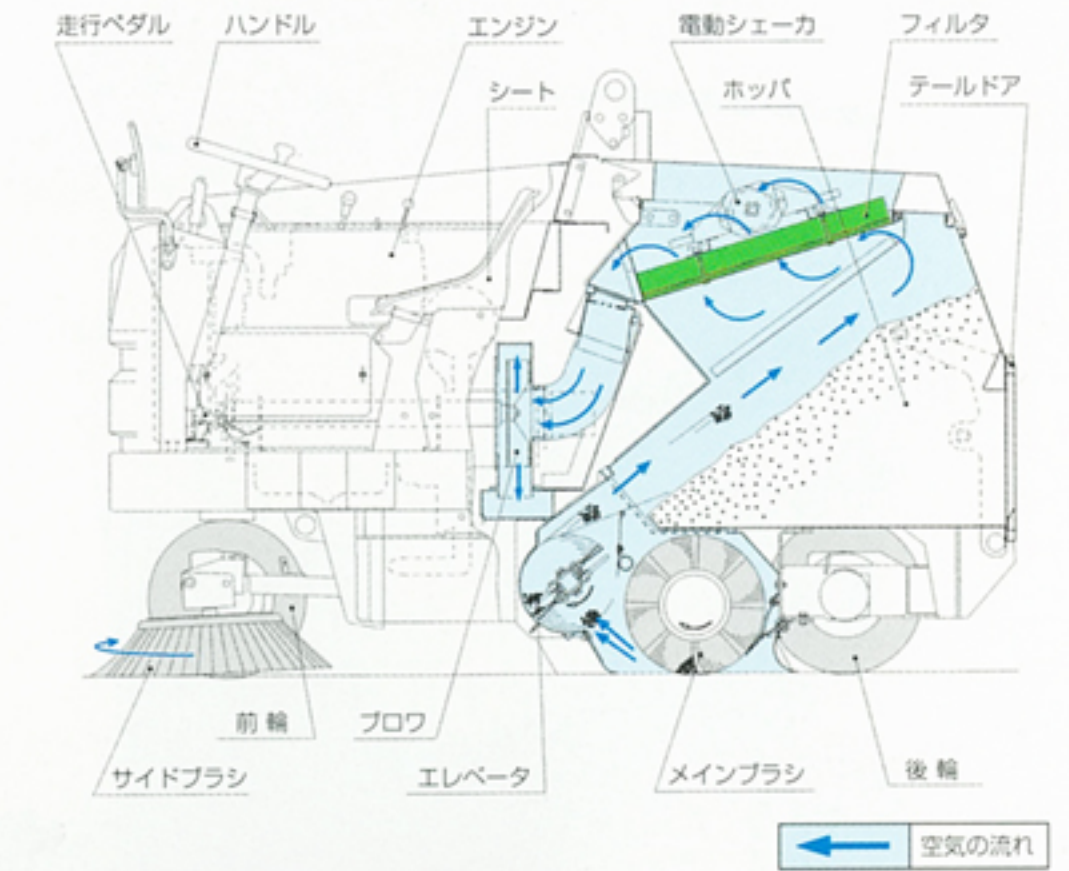 走行ペダル
ハンドル
エンジン
電動シェーカ
フィルタ
シート
ホッパ
テールドア
前 輪
ブロワ
サイドブラシ
エレベータ
メインブラシ
後 輪
空気の流れ